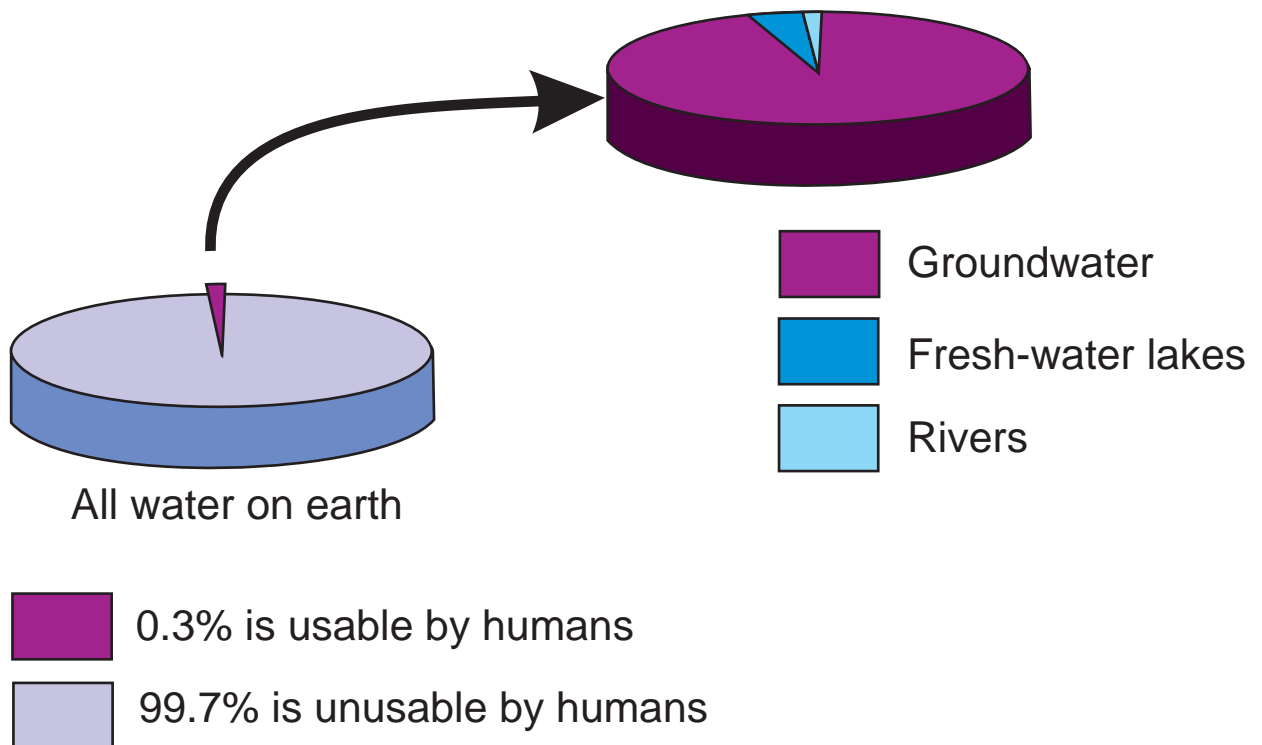 Groundwater
Fresh-water lakes
Rivers
All water on earth
0.3% is usable by humans
99.7% is unusable by humans